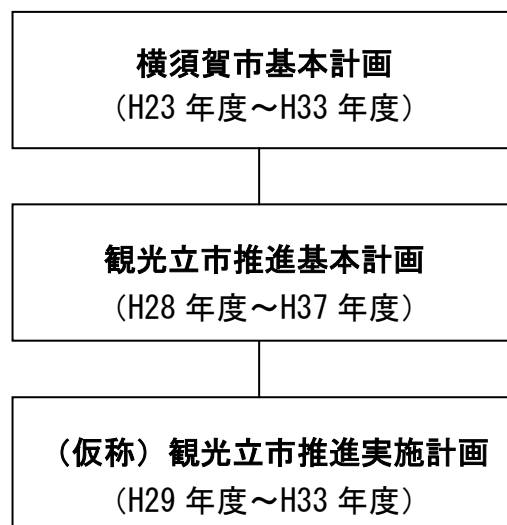 横須賀市基本計画
（H23 年度～H33 年度）
観光立市推進基本計画
（H28 年度～H37 年度）
（仮称）観光立市推進実施計画
（H29 年度～H33 年度）